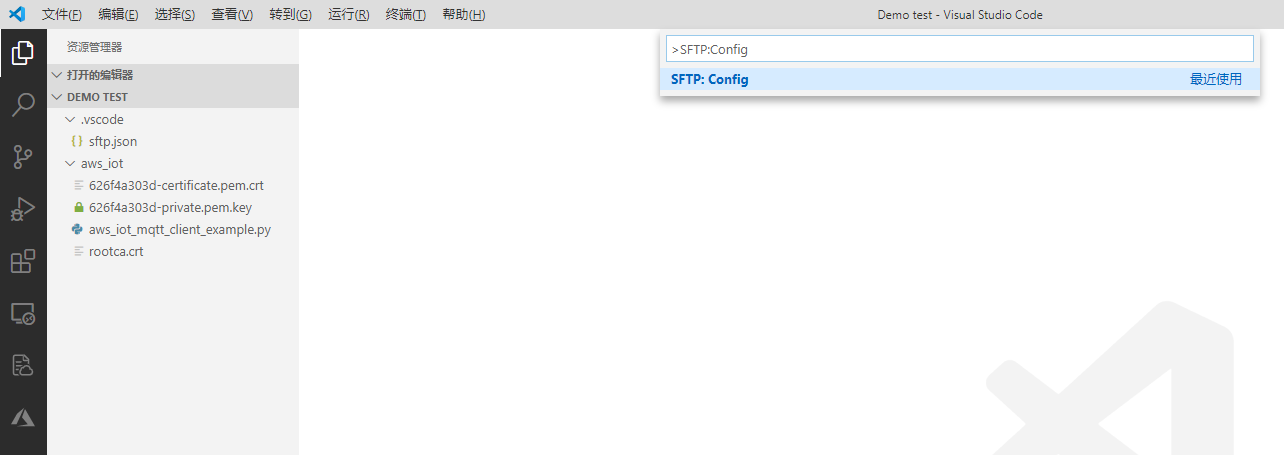 文件(F) 编辑(E) 选择(S) 查看(V) 转到(G) 运行(R) 终端(T) 帮助(H) Demo test - Visual Studio Code
资源管理器
>SFTP:Config
SFTP: Config 最近使用
打开的编辑器
DEMO TEST
.vscode
{ } sftp.json
aws_iot
626f4a303d-certificate.pem.crt
626f4a303d-private.pem.key
aws_iot_mqtt_client_example.py
rootca.crt